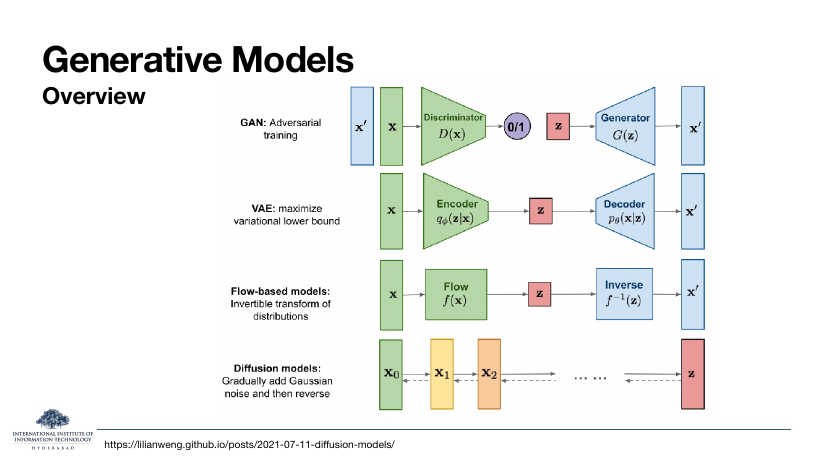 Generative Models
Overview
GAN: Adversarial
training
x′
x
Discriminator
D(x)
0/1
z
Generator
G(z)
x′
VAE: maximize
variational lower bound
x
Encoder
qϕ(z|x)
z
Decoder
pθ(x|z)
x′
Flow-based models:
Invertible transform of
distributions
x
Flow
f(x)
z
Inverse
f⁻¹(z)
x′
Diffusion models:
Gradually add Gaussian
noise and then reverse
x₀
x₁
x₂
... ...
z
INTERNATIONAL INSTITUTE OF
INFORMATION TECHNOLOGY
HYDERABAD
https://lilianweng.github.io/posts/2021-07-11-diffusion-models/